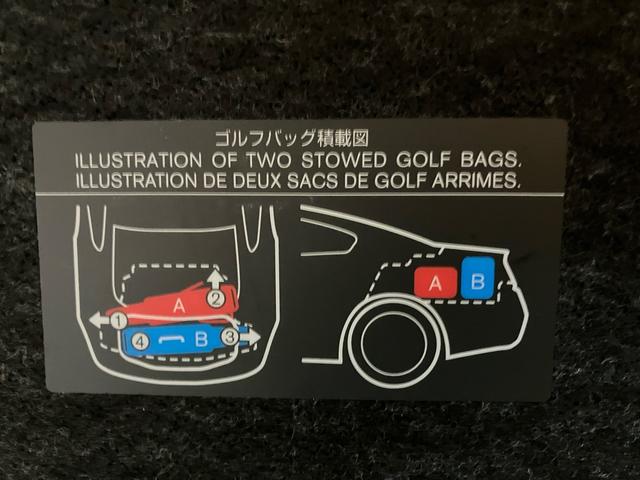 ゴルフバッグ積載図
ILLUSTRATION OF TWO STOWED GOLF BAGS.
ILLUSTRATION DE DEUX SACS DE GOLF ARRIMES.
A
②
①
④
B
③
A
B